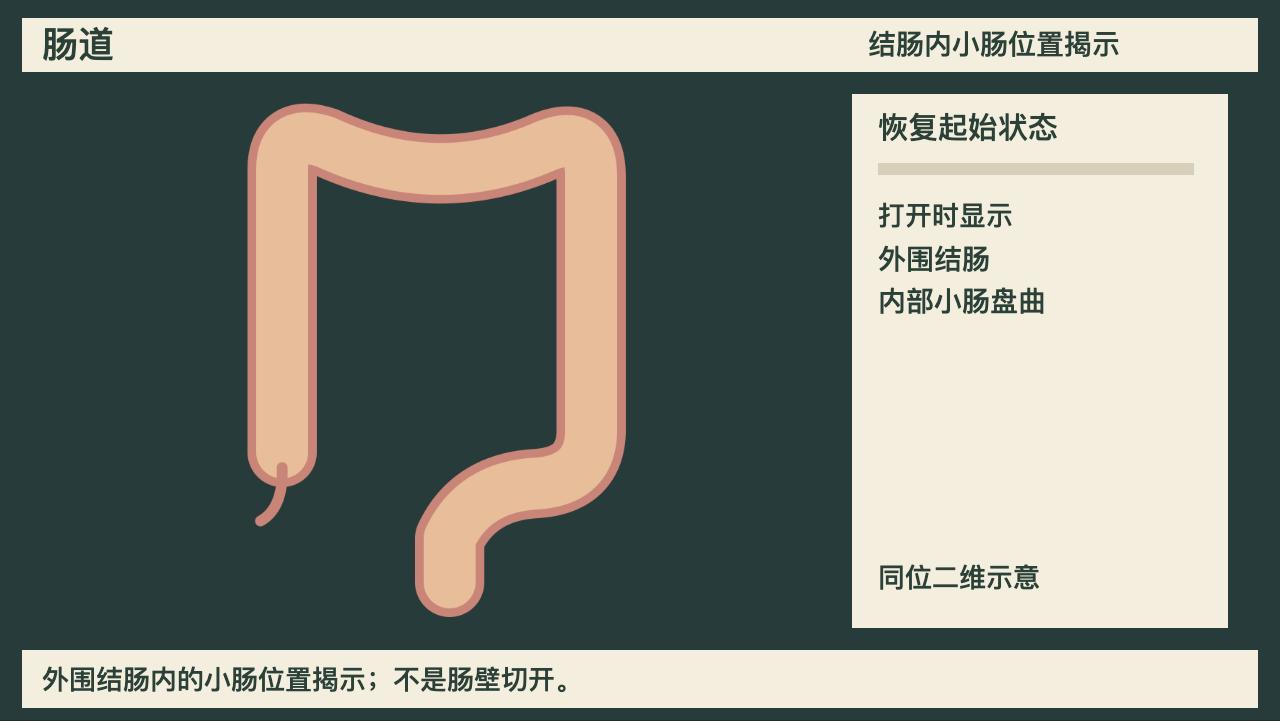 肠道
结肠内小肠位置揭示
恢复起始状态
打开时显示
外围结肠
内部小肠盘曲
同位二维示意
外围结肠内的小肠位置揭示；不是肠壁切开。